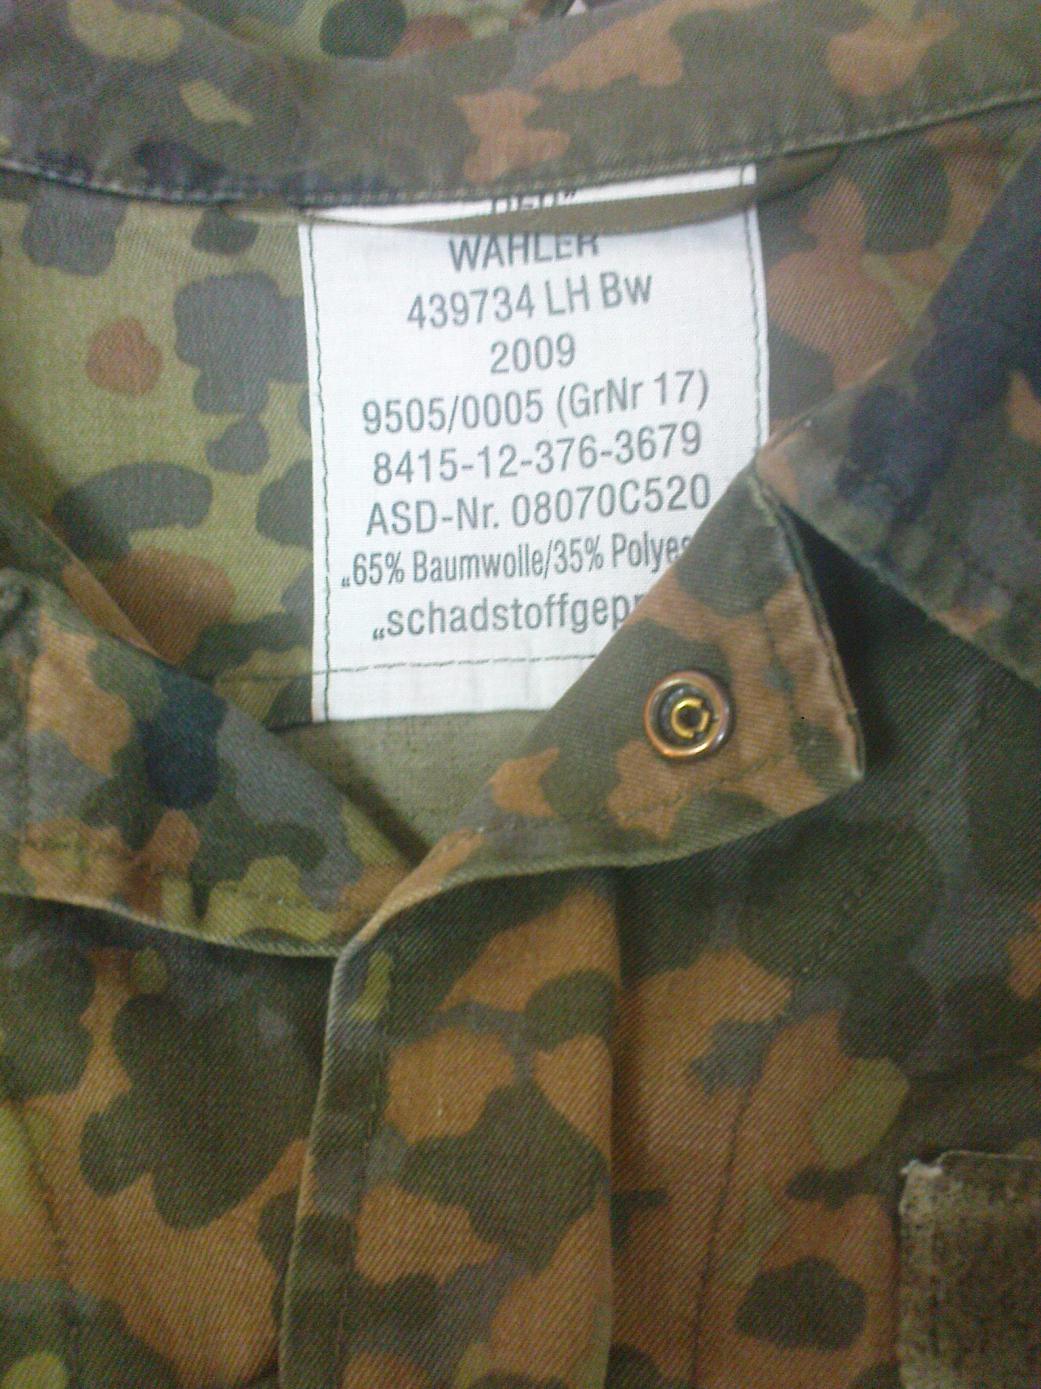 WAHLER
439734 LH Bw
2009
9505/0005 (GrNr 17)
8415-12-376-3679
ASD-Nr. 08070C520
„65% Baumwolle/35% Polyes
„schadstoffgepr